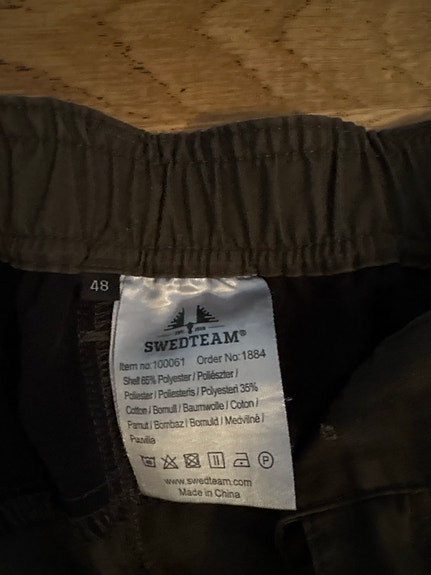 48
SWEDTEAM®
Item no:100061 Order No:1884
Shell 65% Polyester / Poliészter /
Poliester / Poliesteris / Polyesteri 35%
Cotton / Bomull / Baumwolle / Coton /
Pamut / Bombaz / Bomuld / Medvilnė /
Puuvilla
P
www.swedteam.com
Made in China